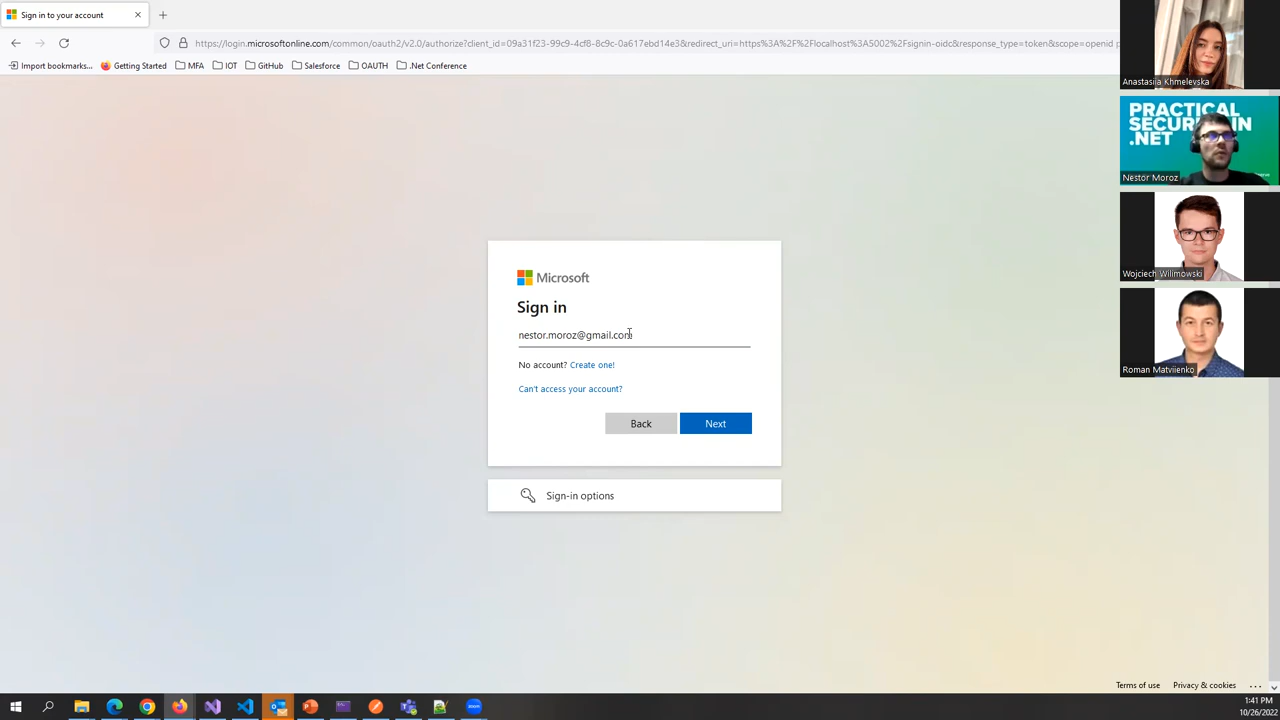 Sign in to your account
https://login.microsoftonline.com/common/oauth2/v2.0/authorize?client_id=09a31f23-99c9-4cf8-8c9c-0a617ebd14e3&redirect_uri=https%3A%2F%2Flocalhost%3A5002%2Fsignin-oidc&response_type=token&scope=openid
Import bookmarks... Getting Started MFA IOT GitHub Salesforce OAUTH .Net Conference
Anastasiia Khmelevska
PRACTICAL
SECURITY IN
.NET
Nestor Moroz
Wojciech Wilimowski
Roman Matviienko
Microsoft
Sign in
nestor.moroz@gmail.com
No account? Create one!
Can't access your account?
Back Next
Sign-in options
Terms of use Privacy & cookies ...
1:41 PM
10/26/2022